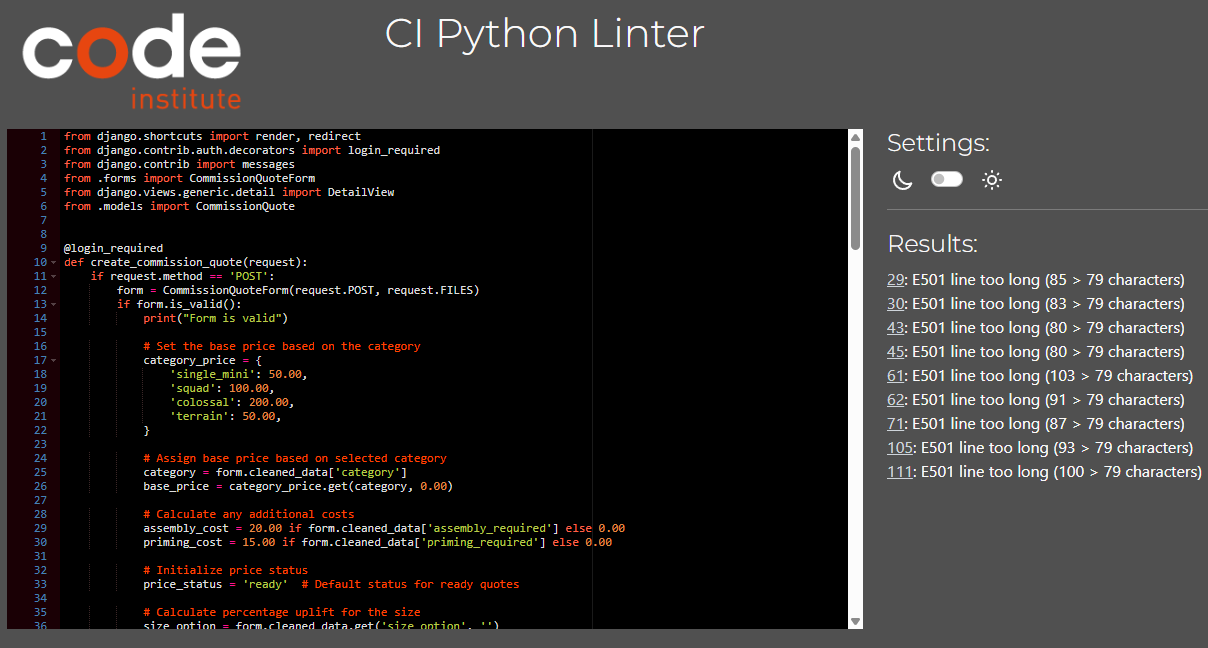 code
institute
CI Python Linter
1 from django.shortcuts import render, redirect
2 from django.contrib.auth.decorators import login_required
3 from django.contrib import messages
4 from .forms import CommissionQuoteForm
5 from django.views.generic.detail import DetailView
6 from .models import CommissionQuote
7
8
9 @login_required
10 def create_commission_quote(request):
11     if request.method == 'POST':
12         form = CommissionQuoteForm(request.POST, request.FILES)
13         if form.is_valid():
14             print("Form is valid")
15
16             # Set the base price based on the category
17             category_price = {
18                 'single_mini': 50.00,
19                 'squad': 100.00,
20                 'colossal': 200.00,
21                 'terrain': 50.00,
22             }
23
24             # Assign base price based on selected category
25             category = form.cleaned_data['category']
26             base_price = category_price.get(category, 0.00)
27
28             # Calculate any additional costs
29             assembly_cost = 20.00 if form.cleaned_data['assembly_required'] else 0.00
30             priming_cost = 15.00 if form.cleaned_data['priming_required'] else 0.00
31
32             # Initialize price status
33             price_status = 'ready'  # Default status for ready quotes
34
35             # Calculate percentage uplift for the size
36             size_option = form.cleaned_data.get('size_option', '')
Settings:
Results:
29: E501 line too long (85 > 79 characters)
30: E501 line too long (83 > 79 characters)
43: E501 line too long (80 > 79 characters)
45: E501 line too long (80 > 79 characters)
61: E501 line too long (103 > 79 characters)
62: E501 line too long (91 > 79 characters)
71: E501 line too long (87 > 79 characters)
105: E501 line too long (93 > 79 characters)
111: E501 line too long (100 > 79 characters)